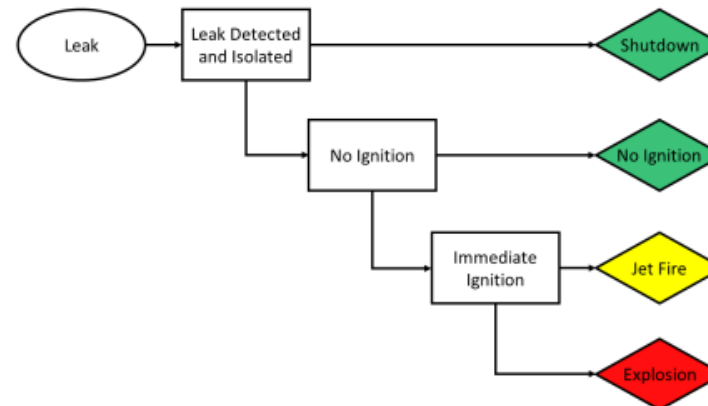 Leak
Leak Detected
and Isolated
Shutdown
No Ignition
No Ignition
Immediate
Ignition
Jet Fire
Explosion